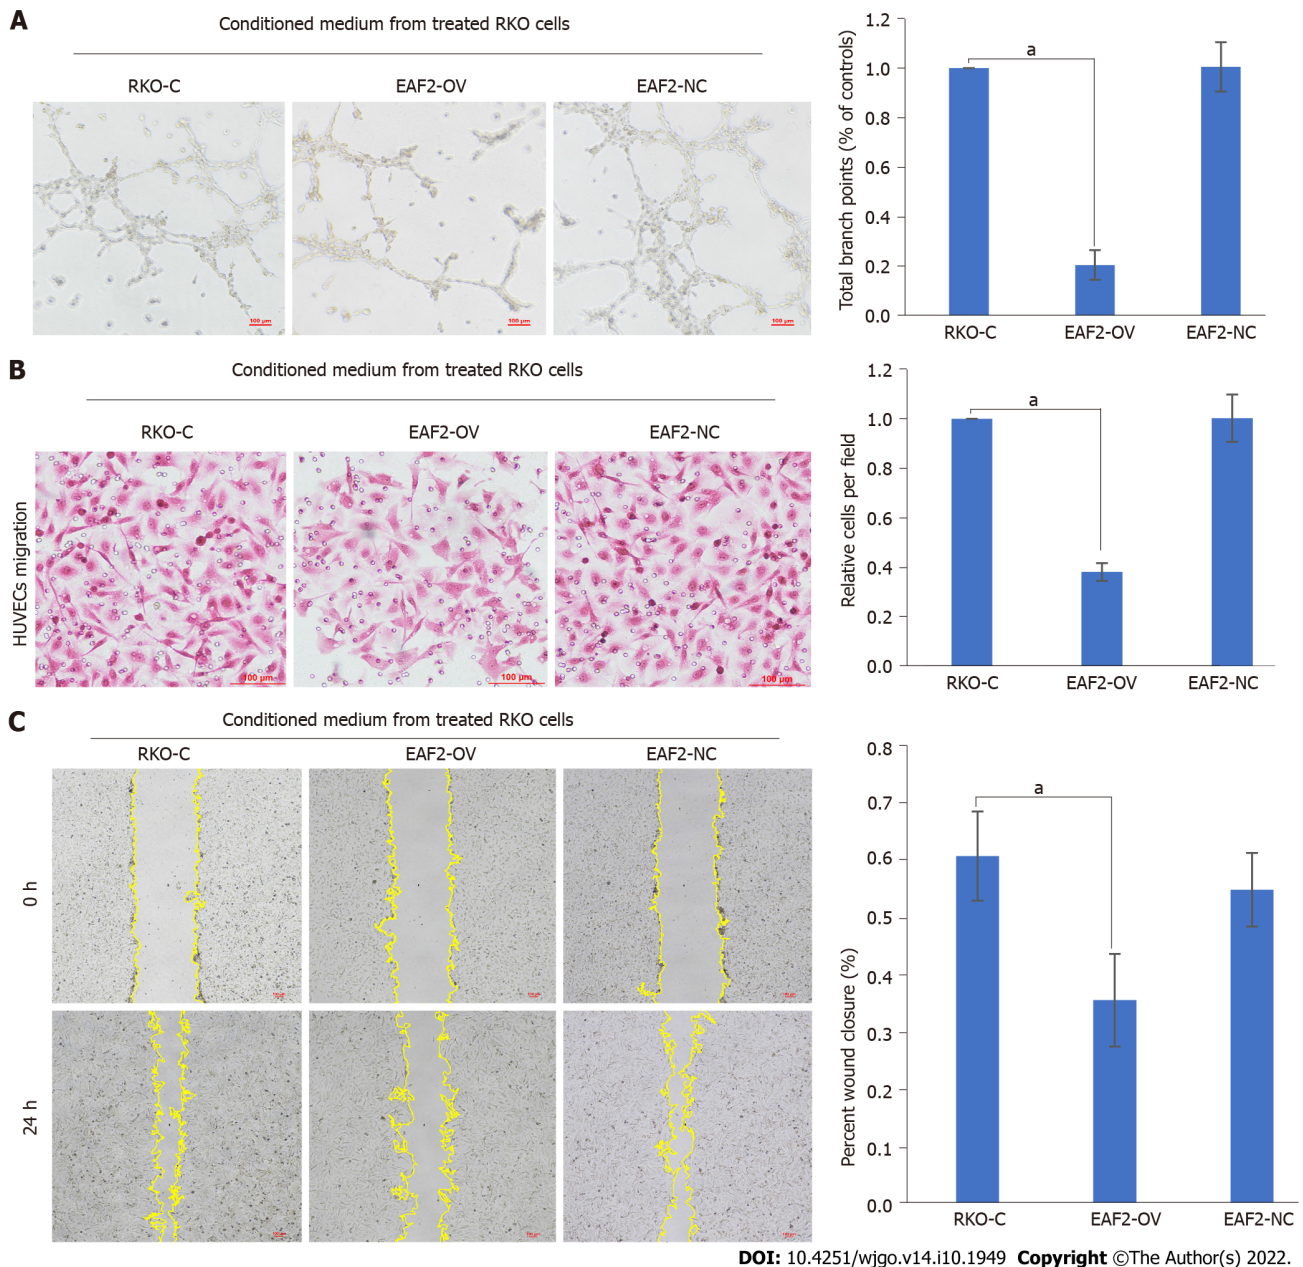 A
Conditioned medium from treated RKO cells
RKO-C
EAF2-OV
EAF2-NC
100 μm
100 μm
100 μm
Total branch points (% of controls)
1.2
1.0
0.8
0.6
0.4
0.2
0.0
a
RKO-C
EAF2-OV
EAF2-NC
B
Conditioned medium from treated RKO cells
RKO-C
EAF2-OV
EAF2-NC
HUVECs migration
100 μm
100 μm
100 μm
Relative cells per field
1.2
1.0
0.8
0.6
0.4
0.2
0.0
a
RKO-C
EAF2-OV
EAF2-NC
C
Conditioned medium from treated RKO cells
RKO-C
EAF2-OV
EAF2-NC
0 h
24 h
Percent wound closure (%)
0.8
0.7
0.6
0.5
0.4
0.3
0.2
0.1
0.0
a
RKO-C
EAF2-OV
EAF2-NC
DOI: 10.4251/wjgo.v14.i10.1949 Copyright ©The Author(s) 2022.